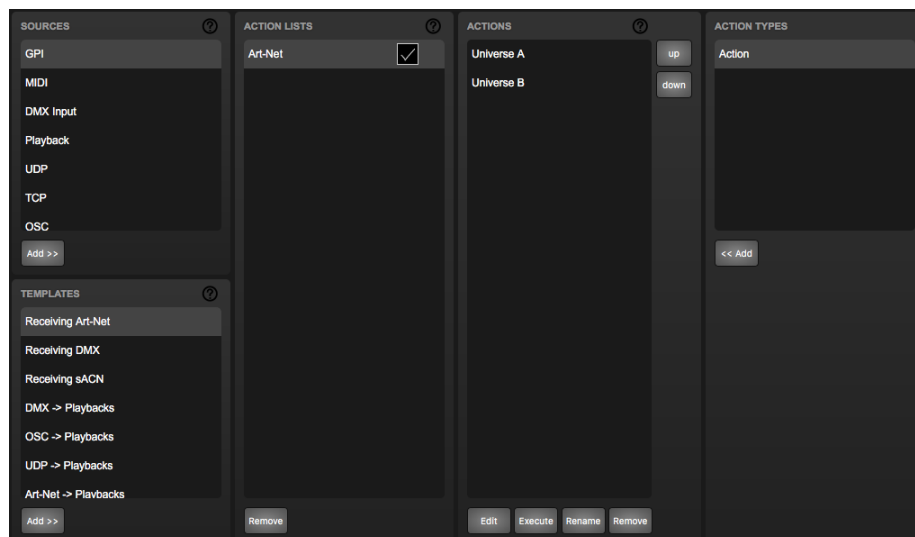 SOURCES
GPI
MIDI
DMX Input
Playback
UDP
TCP
OSC
Add >>
TEMPLATES
Receiving Art-Net
Receiving DMX
Receiving sACN
DMX -> Playbacks
OSC -> Playbacks
UDP -> Playbacks
Art-Net -> Playbacks
Add >>
ACTION LISTS
Art-Net
Remove
ACTIONS
Universe A
Universe B
up
down
Edit Execute Rename Remove
ACTION TYPES
Action
<< Add